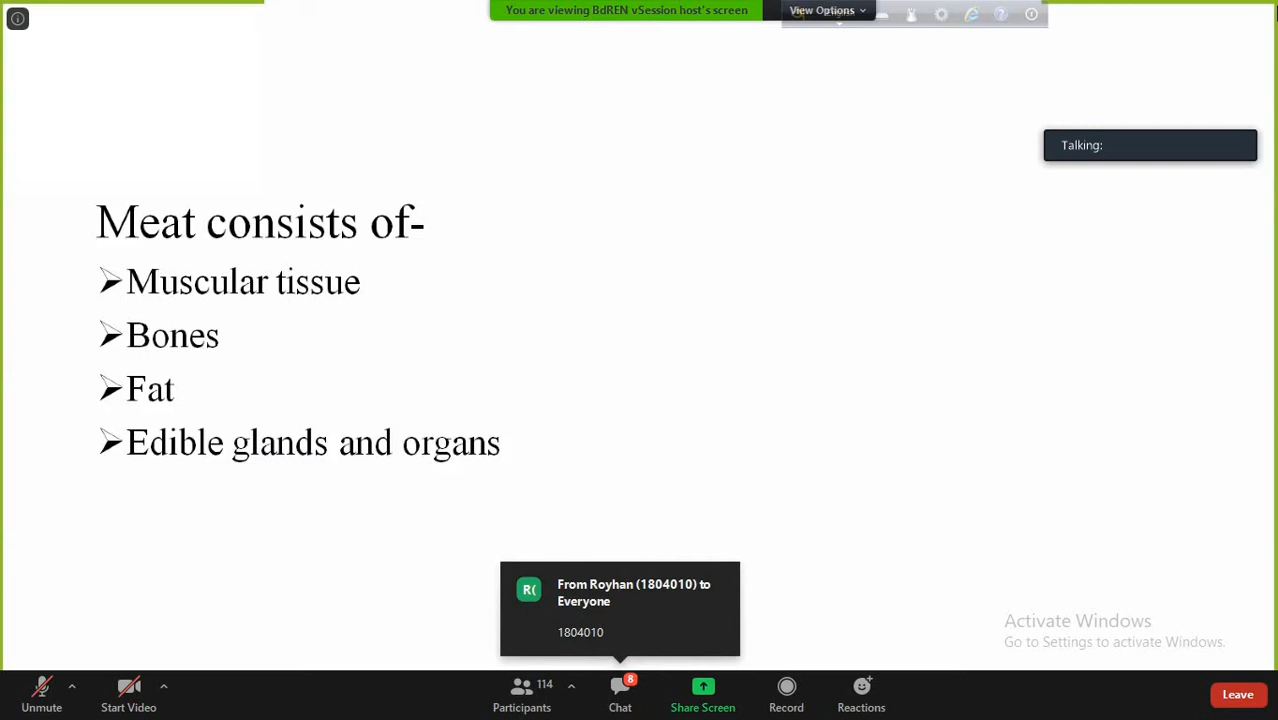 You are viewing BdREN vSession host's screen
View Options
Talking:
Meat consists of-
➢Muscular tissue
➢Bones
➢Fat
➢Edible glands and organs
R(
From Royhan (1804010) to
Everyone
1804010
Activate Windows
Go to Settings to activate Windows.
114
8
Unmute
Start Video
Participants
Chat
Share Screen
Record
Reactions
Leave